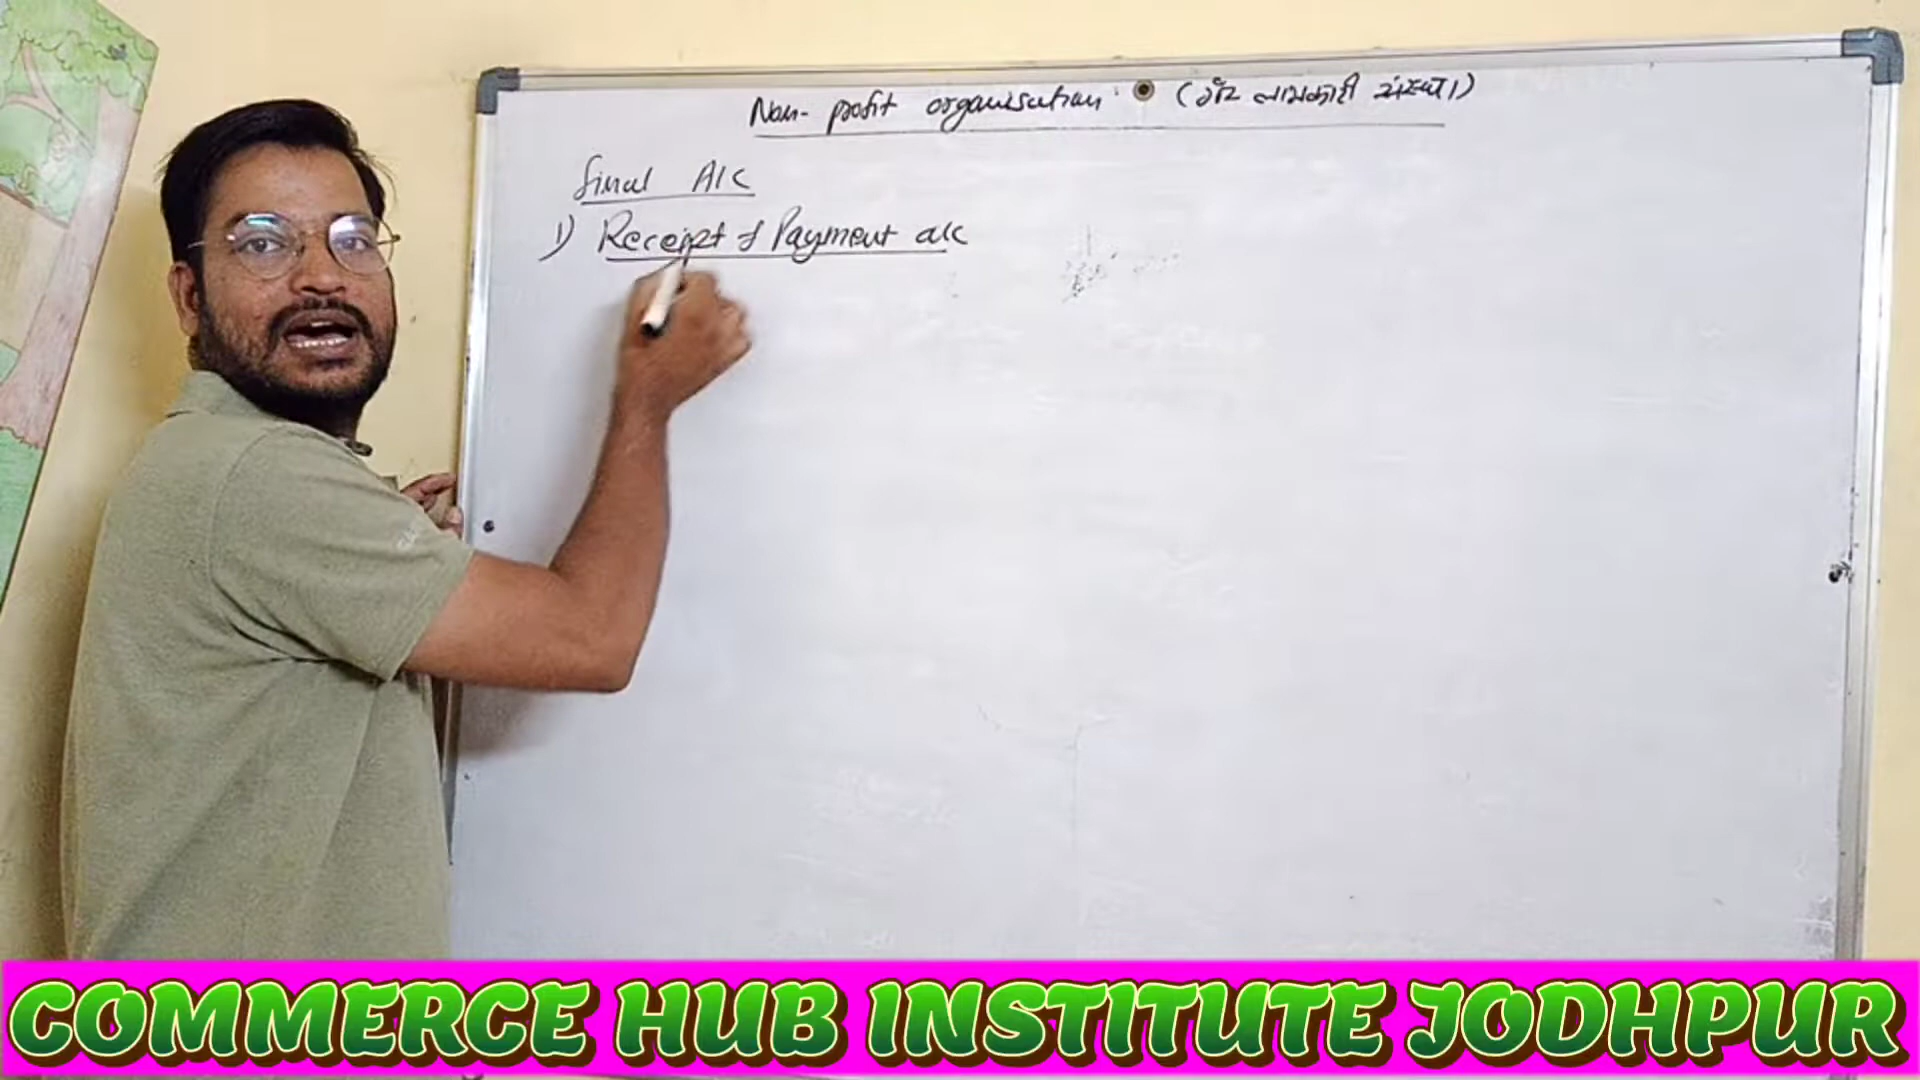 Non-profit organisation (गैर लाभकारी संस्था)
Final A/C
1) Receipt & Payment a/c
COMMERCE HUB INSTITUTE JODHPUR